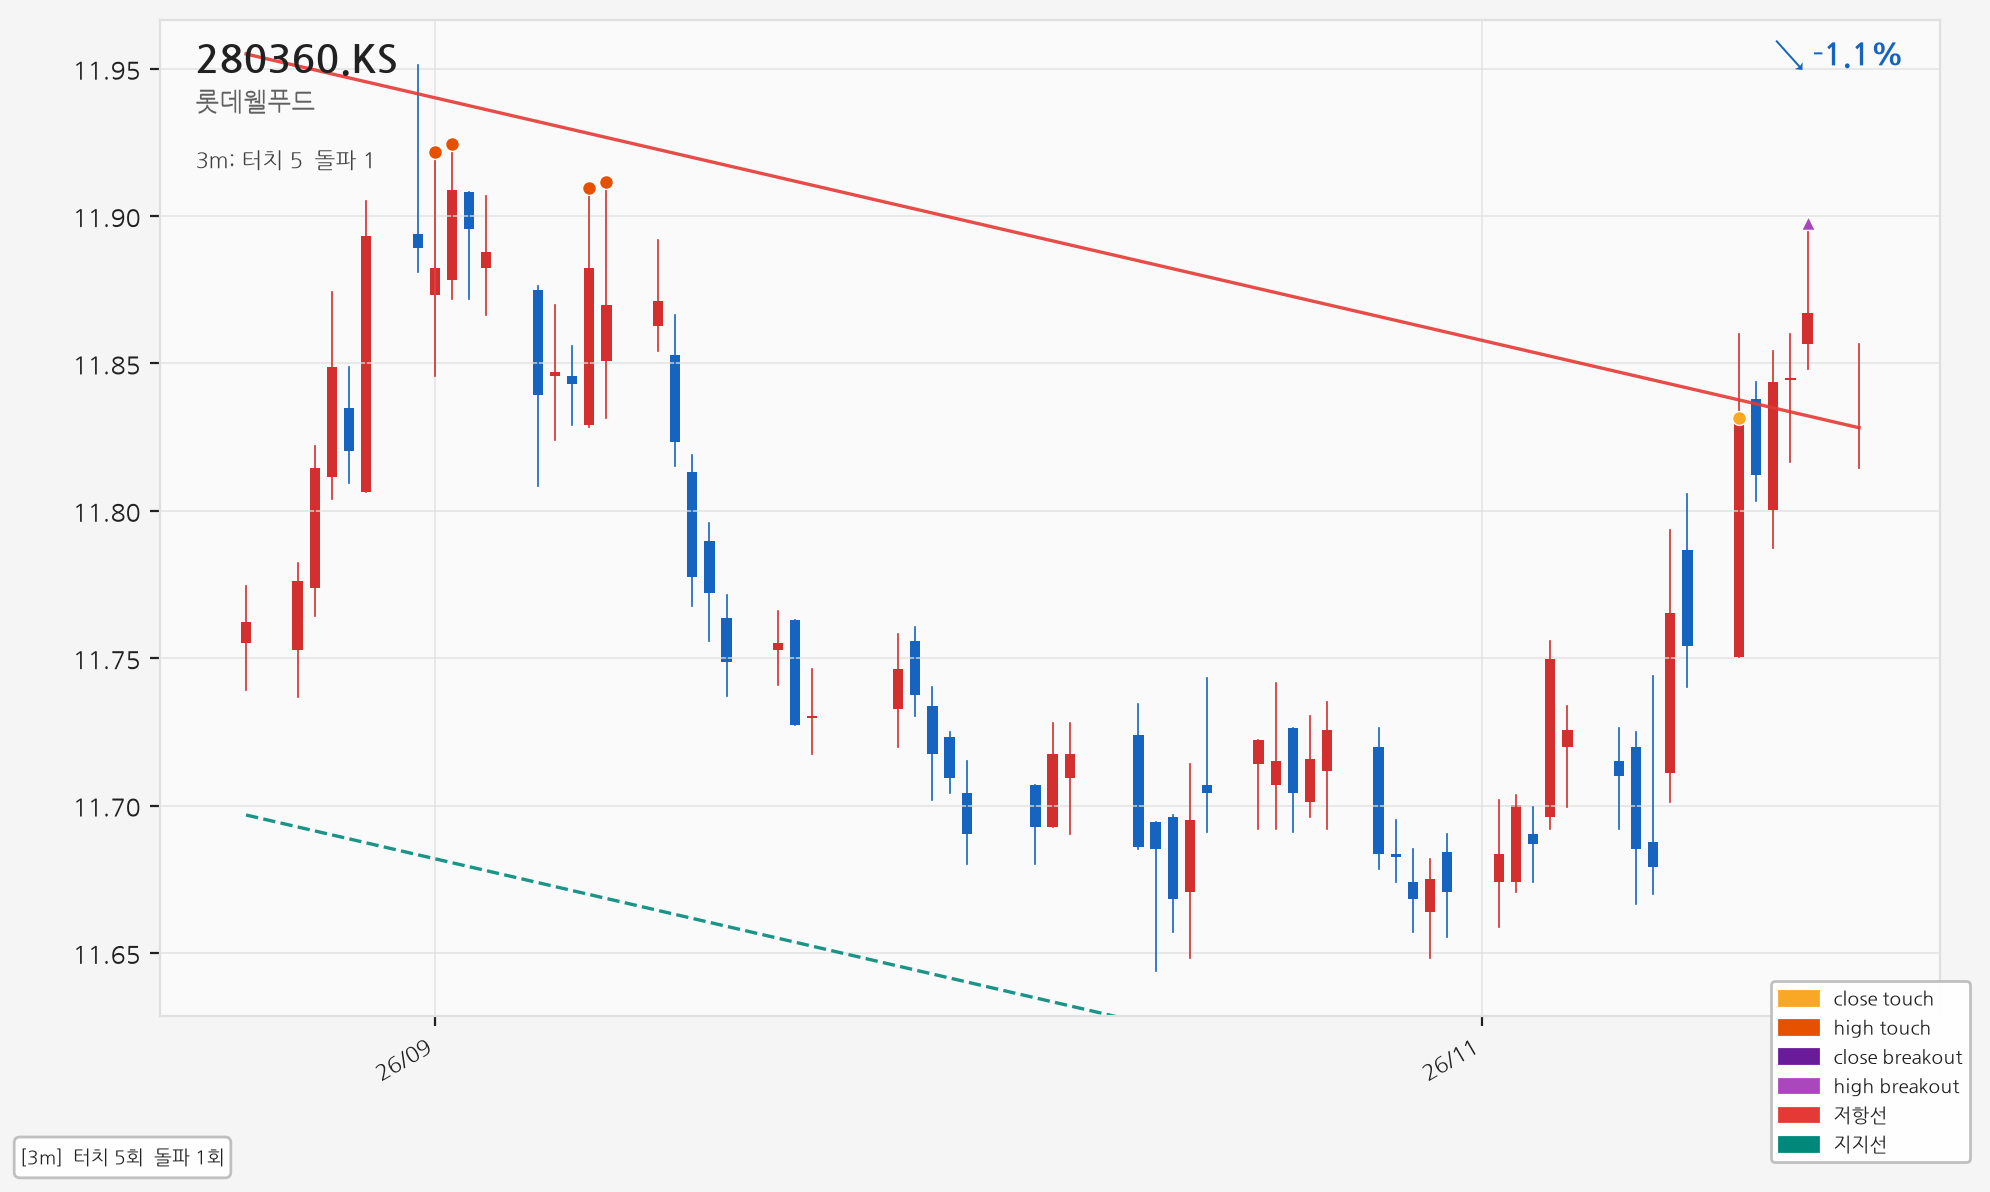 280360.KS
롯데웰푸드
3m: 터치 5 돌파 1
-1.1%
11.95
11.90
11.85
11.80
11.75
11.70
11.65
26/09
26/11
close touch
high touch
close breakout
high breakout
저항선
지지선
[3m] 터치 5회 돌파 1회